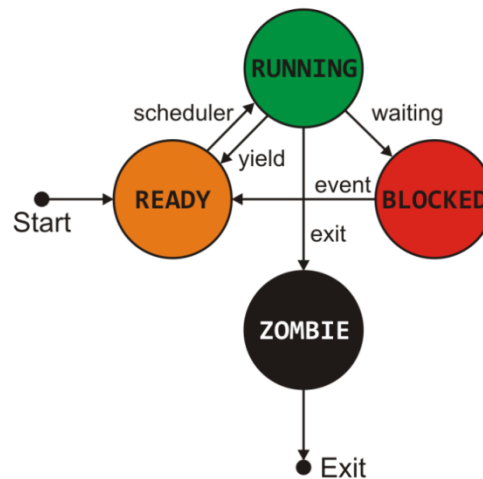 RUNNING
scheduler
waiting
yield
READY
event
BLOCKED
Start
exit
ZOMBIE
Exit